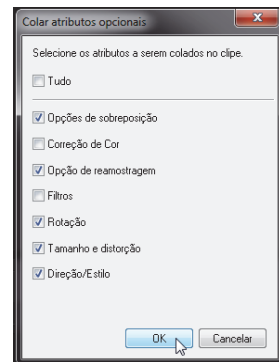 Colar atributos opcionais
Selecione os atributos a serem colados no clipe.
Tudo
Opções de sobreposição
Correção de Cor
Opção de reamostragem
Filtros
Rotação
Tamanho e distorção
Direção/Estilo
OK
Cancelar